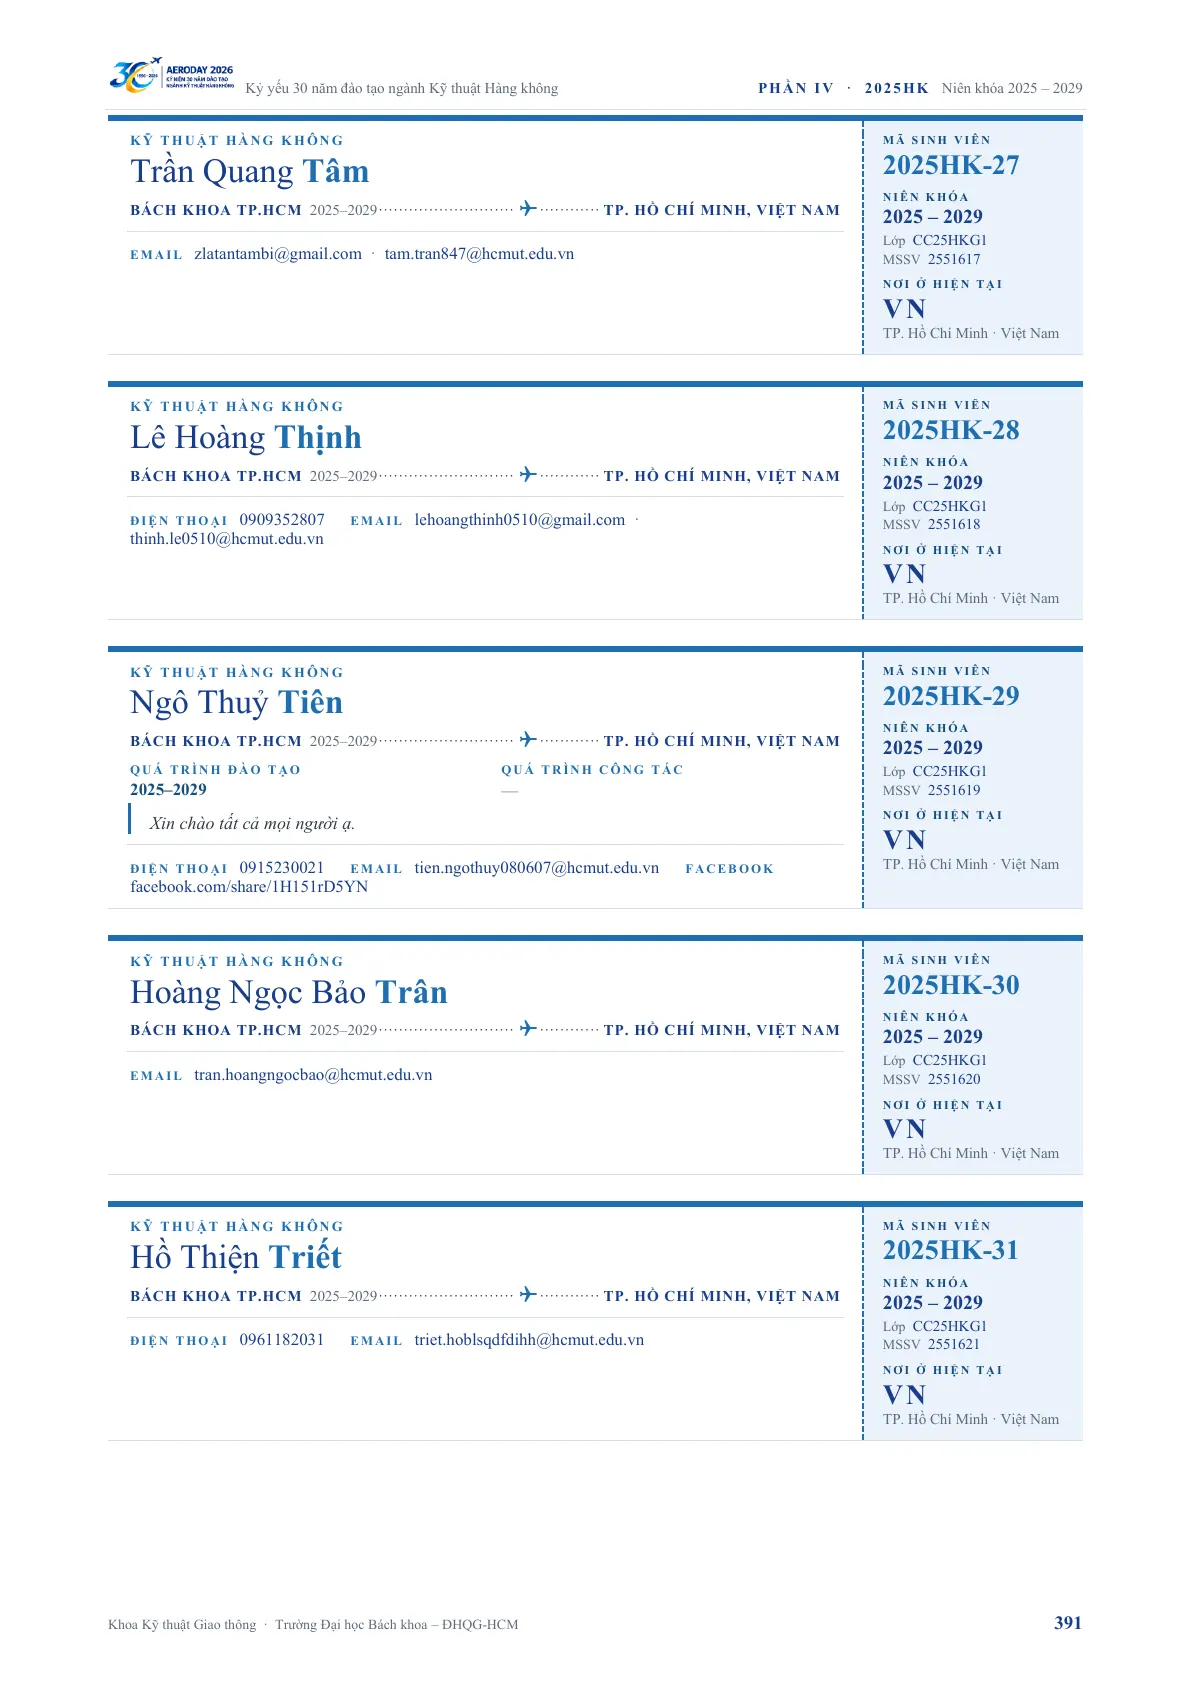 30
1996 - 2026
AERODAY 2026
KỶ NIỆM 30 NĂM ĐÀO TẠO
NGÀNH KỸ THUẬT HÀNG KHÔNG
Kỷ yếu 30 năm đào tạo ngành Kỹ thuật Hàng không
PHẦN IV · 2025HK Niên khóa 2025 – 2029
KỸ THUẬT HÀNG KHÔNG
Trần Quang Tâm
BÁCH KHOA TP.HCM 2025–2029 TP. HỒ CHÍ MINH, VIỆT NAM
EMAIL zlatantambi@gmail.com · tam.tran847@hcmut.edu.vn
MÃ SINH VIÊN
2025HK-27
NIÊN KHÓA
2025 – 2029
Lớp CC25HKG1
MSSV 2551617
NƠI Ở HIỆN TẠI
VN
TP. Hồ Chí Minh · Việt Nam
KỸ THUẬT HÀNG KHÔNG
Lê Hoàng Thịnh
BÁCH KHOA TP.HCM 2025–2029 TP. HỒ CHÍ MINH, VIỆT NAM
ĐIỆN THOẠI 0909352807 EMAIL lehoangthinh0510@gmail.com ·
thinh.le0510@hcmut.edu.vn
MÃ SINH VIÊN
2025HK-28
NIÊN KHÓA
2025 – 2029
Lớp CC25HKG1
MSSV 2551618
NƠI Ở HIỆN TẠI
VN
TP. Hồ Chí Minh · Việt Nam
KỸ THUẬT HÀNG KHÔNG
Ngô Thuỷ Tiên
BÁCH KHOA TP.HCM 2025–2029 TP. HỒ CHÍ MINH, VIỆT NAM
QUÁ TRÌNH ĐÀO TẠO
2025–2029
QUÁ TRÌNH CÔNG TÁC
—
Xin chào tất cả mọi người ạ.
ĐIỆN THOẠI 0915230021 EMAIL tien.ngothuy080607@hcmut.edu.vn FACEBOOK
facebook.com/share/1H151rD5YN
MÃ SINH VIÊN
2025HK-29
NIÊN KHÓA
2025 – 2029
Lớp CC25HKG1
MSSV 2551619
NƠI Ở HIỆN TẠI
VN
TP. Hồ Chí Minh · Việt Nam
KỸ THUẬT HÀNG KHÔNG
Hoàng Ngọc Bảo Trân
BÁCH KHOA TP.HCM 2025–2029 TP. HỒ CHÍ MINH, VIỆT NAM
EMAIL tran.hoangngocbao@hcmut.edu.vn
MÃ SINH VIÊN
2025HK-30
NIÊN KHÓA
2025 – 2029
Lớp CC25HKG1
MSSV 2551620
NƠI Ở HIỆN TẠI
VN
TP. Hồ Chí Minh · Việt Nam
KỸ THUẬT HÀNG KHÔNG
Hồ Thiện Triết
BÁCH KHOA TP.HCM 2025–2029 TP. HỒ CHÍ MINH, VIỆT NAM
ĐIỆN THOẠI 0961182031 EMAIL triet.hoblsqdfdihh@hcmut.edu.vn
MÃ SINH VIÊN
2025HK-31
NIÊN KHÓA
2025 – 2029
Lớp CC25HKG1
MSSV 2551621
NƠI Ở HIỆN TẠI
VN
TP. Hồ Chí Minh · Việt Nam
Khoa Kỹ thuật Giao thông · Trường Đại học Bách khoa – ĐHQG-HCM
391